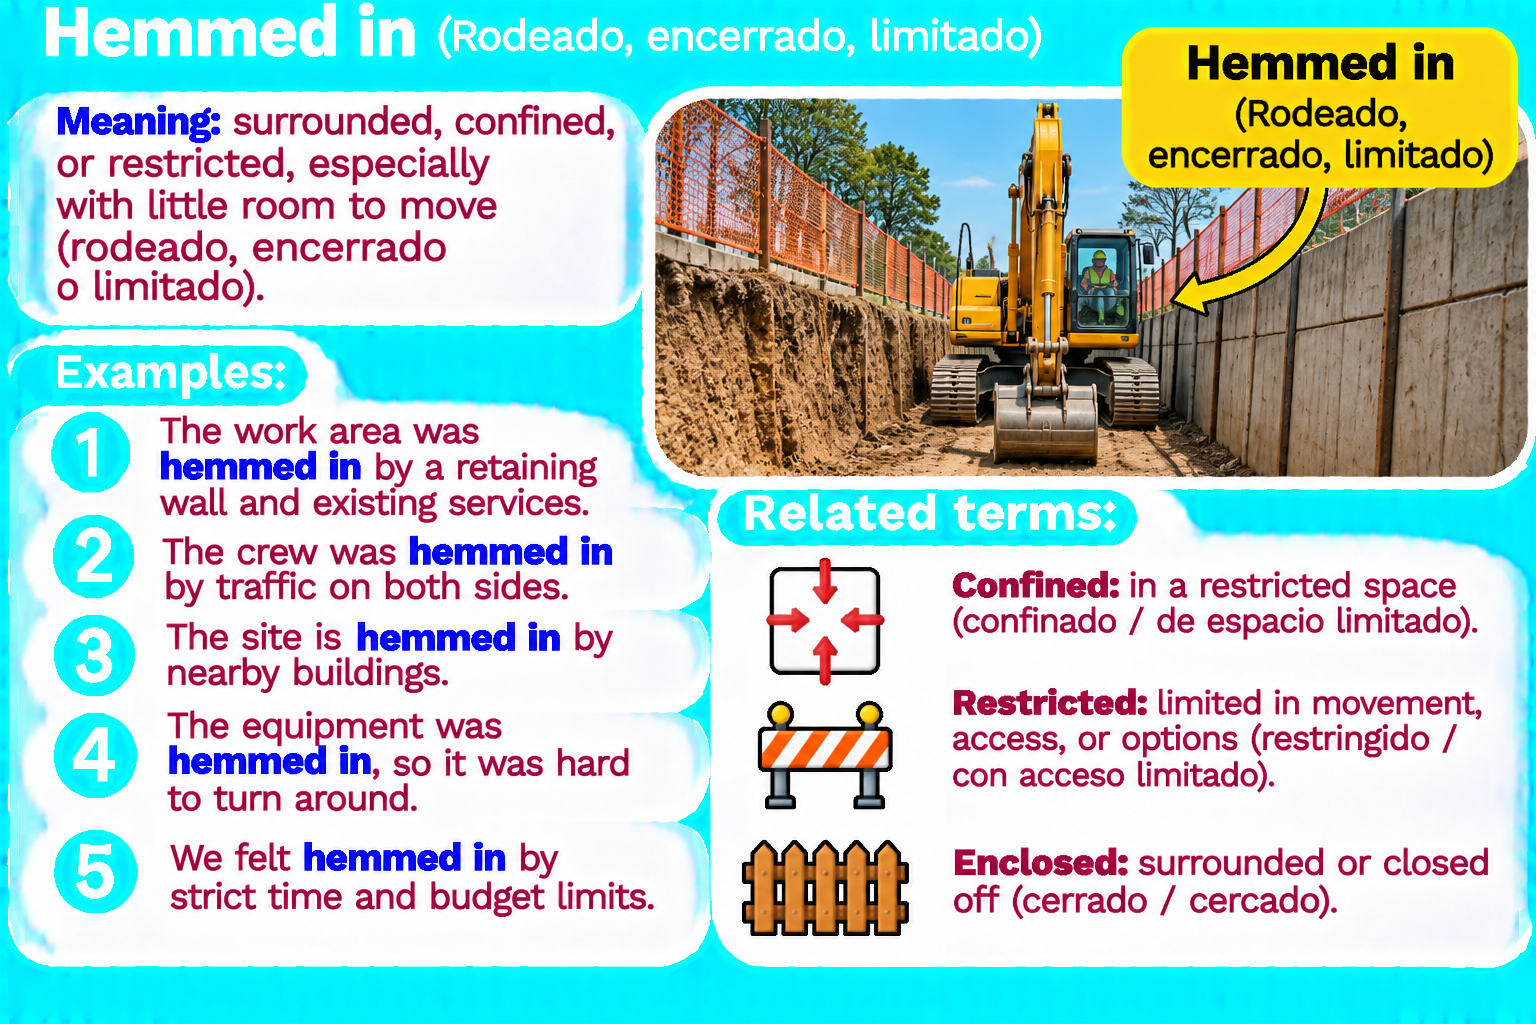 Hemmed in (Rodeado, encerrado, limitado)
Hemmed in
(Rodeado,
encerrado, limitado)
Meaning: surrounded, confined,
or restricted, especially
with little room to move
(rodeado, encerrado
o limitado).
Examples:
1 The work area was
hemmed in by a retaining
wall and existing services.
2 The crew was hemmed in
by traffic on both sides.
3 The site is hemmed in by
nearby buildings.
4 The equipment was
hemmed in, so it was hard
to turn around.
5 We felt hemmed in by
strict time and budget limits.
Related terms:
Confined: in a restricted space
(confinado / de espacio limitado).
Restricted: limited in movement,
access, or options (restringido /
con acceso limitado).
Enclosed: surrounded or closed
off (cerrado / cercado).